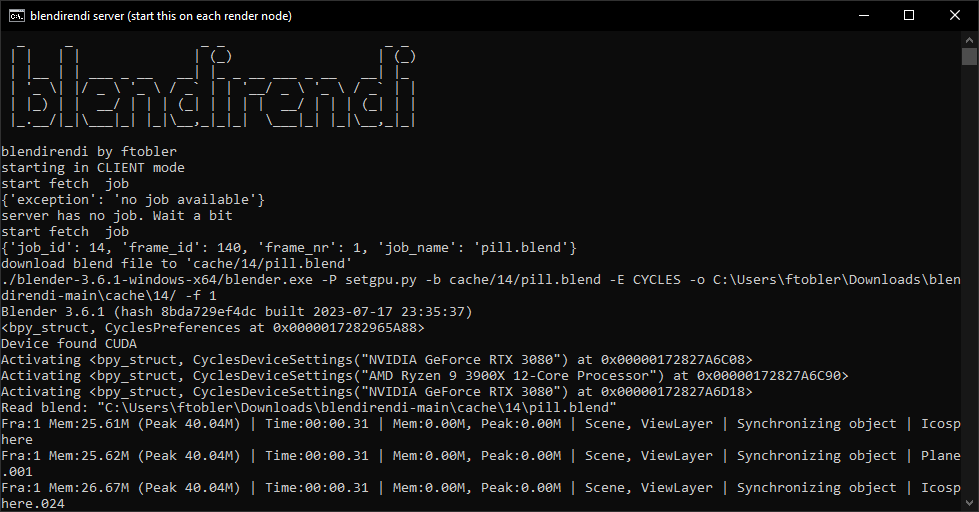 blendirendi server (start this on each render node)
blendirendi
blendirendi by ftobler
starting in CLIENT mode
start fetch  job
{'exception': 'no job available'}
server has no job. Wait a bit
start fetch  job
{'job_id': 14, 'frame_id': 140, 'frame_nr': 1, 'job_name': 'pill.blend'}
download blend file to 'cache/14/pill.blend'
./blender-3.6.1-windows-x64/blender.exe -P setgpu.py -b cache/14/pill.blend -E CYCLES -o C:\Users\ftobler\Downloads\blen
direndi-main\cache\14/ -f 1
Blender 3.6.1 (hash 8bda729ef4dc built 2023-07-17 23:35:37)
<bpy_struct, CyclesPreferences at 0x0000017282965A88>
Device found CUDA
Activating <bpy_struct, CyclesDeviceSettings("NVIDIA GeForce RTX 3080") at 0x00000172827A6C08>
Activating <bpy_struct, CyclesDeviceSettings("AMD Ryzen 9 3900X 12-Core Processor") at 0x00000172827A6C90>
Activating <bpy_struct, CyclesDeviceSettings("NVIDIA GeForce RTX 3080") at 0x00000172827A6D18>
Read blend: "C:\Users\ftobler\Downloads\blendirendi-main\cache\14\pill.blend"
Fra:1 Mem:25.61M (Peak 40.04M) | Time:00:00.31 | Mem:0.00M, Peak:0.00M | Scene, ViewLayer | Synchronizing object | Icosp
here
Fra:1 Mem:25.62M (Peak 40.04M) | Time:00:00.31 | Mem:0.00M, Peak:0.00M | Scene, ViewLayer | Synchronizing object | Plane
.001
Fra:1 Mem:26.67M (Peak 40.04M) | Time:00:00.31 | Mem:0.00M, Peak:0.00M | Scene, ViewLayer | Synchronizing object | Icosp
here.024